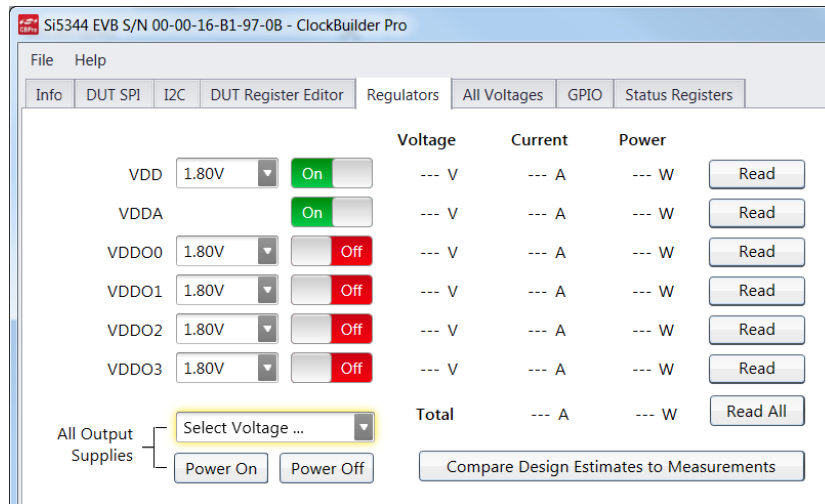 Si5344 EVB S/N 00-00-16-B1-97-0B - ClockBuilder Pro
File Help
Info DUT SPI I2C DUT Register Editor Regulators All Voltages GPIO Status Registers
Voltage Current Power
VDD 1.80V On --- V --- A --- W Read
VDDA On --- V --- A --- W Read
VDDO0 1.80V Off --- V --- A --- W Read
VDDO1 1.80V Off --- V --- A --- W Read
VDDO2 1.80V Off --- V --- A --- W Read
VDDO3 1.80V Off --- V --- A --- W Read
Total --- A --- W Read All
All Output Supplies
Select Voltage ...
Power On Power Off Compare Design Estimates to Measurements